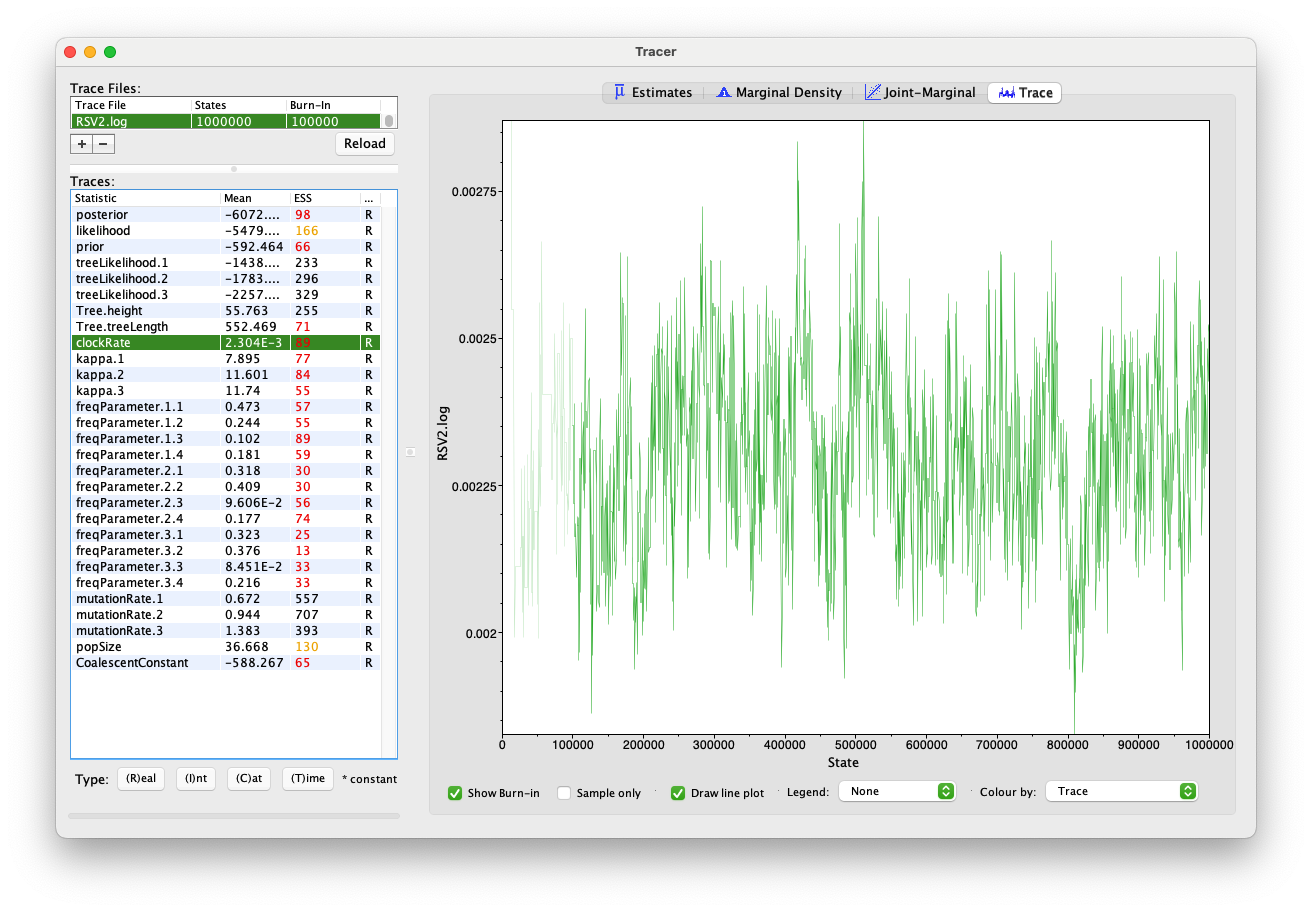 Tracer
Trace Files:
Trace File States Burn-In
RSV2.log 1000000 100000
+ − Reload
Traces:
Statistic Mean ESS ...
posterior -6072.... 98 R
likelihood -5479.... 166 R
prior -592.464 66 R
treeLikelihood.1 -1438.... 233 R
treeLikelihood.2 -1783.... 296 R
treeLikelihood.3 -2257.... 329 R
Tree.height 55.763 255 R
Tree.treeLength 552.469 71 R
clockRate 2.304E-3 89 R
kappa.1 7.895 77 R
kappa.2 11.601 84 R
kappa.3 11.74 55 R
freqParameter.1.1 0.473 57 R
freqParameter.1.2 0.244 55 R
freqParameter.1.3 0.102 89 R
freqParameter.1.4 0.181 59 R
freqParameter.2.1 0.318 30 R
freqParameter.2.2 0.409 30 R
freqParameter.2.3 9.606E-2 56 R
freqParameter.2.4 0.177 74 R
freqParameter.3.1 0.323 25 R
freqParameter.3.2 0.376 13 R
freqParameter.3.3 8.451E-2 33 R
freqParameter.3.4 0.216 33 R
mutationRate.1 0.672 557 R
mutationRate.2 0.944 707 R
mutationRate.3 1.383 393 R
popSize 36.668 130 R
CoalescentConstant -588.267 65 R
Type: (R)eal (I)nt (C)at (T)ime * constant
Estimates Marginal Density Joint-Marginal Trace
0.00275
0.0025
0.00225
0.002
RSV2.log
0 100000 200000 300000 400000 500000 600000 700000 800000 900000 1000000
State
Show Burn-in Sample only Draw line plot Legend: None Colour by: Trace